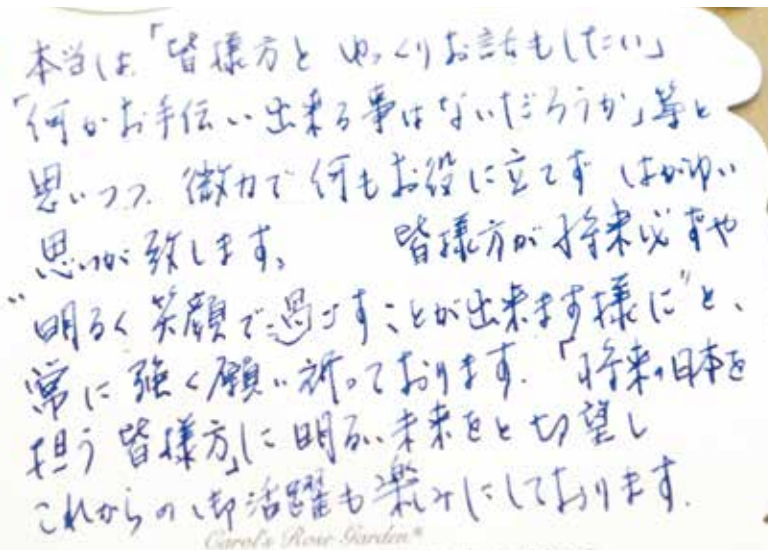 本当は、「皆様方と ゆっくりお話もしたい」
「何かお手伝い出来る事はないだろうか」等と
思いつつ、微力で何もお役に立てず はがゆい
思いが致します。 皆様方が将来必ずや
“明るく笑顔で過ごすことが出来ます様に”と、
常に強く願い祈っております。「将来の日本を
担う皆様方」に明るい未来をと切望し
これからの御活躍も楽しみにしております。
Carol's Rose Garden®